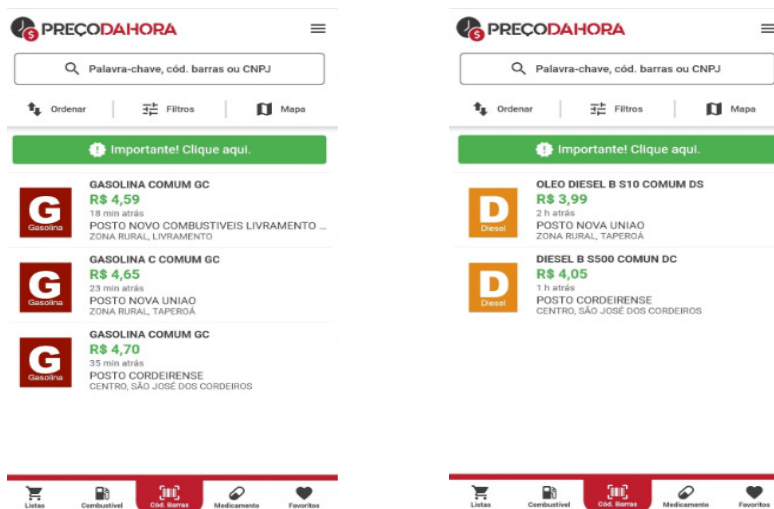 PREÇODAHORA
Palavra-chave, cód. barras ou CNPJ
Ordenar
Filtros
Mapa
Importante! Clique aqui.
GASOLINA COMUM GC
G
Gasolina
R$ 4,59
18 min atrás
POSTO NOVO COMBUSTIVEIS LIVRAMENTO ...
ZONA RURAL, LIVRAMENTO
GASOLINA C COMUM GC
G
Gasolina
R$ 4,65
23 min atrás
POSTO NOVA UNIAO
ZONA RURAL, TAPEROÁ
GASOLINA COMUM GC
G
Gasolina
R$ 4,70
35 min atrás
POSTO CORDEIRENSE
CENTRO, SÃO JOSÉ DOS CORDEIROS
Listas
Combustível
Cód. Barras
Medicamento
Favoritos
PREÇODAHORA
Palavra-chave, cód. barras ou CNPJ
Ordenar
Filtros
Mapa
Importante! Clique aqui.
OLEO DIESEL B S10 COMUM DS
D
Diesel
R$ 3,99
2 h atrás
POSTO NOVA UNIAO
ZONA RURAL, TAPEROÁ
DIESEL B S500 COMUN DC
D
Diesel
R$ 4,05
1 h atrás
POSTO CORDEIRENSE
CENTRO, SÃO JOSÉ DOS CORDEIROS
Listas
Combustível
Cód. Barras
Medicamento
Favoritos